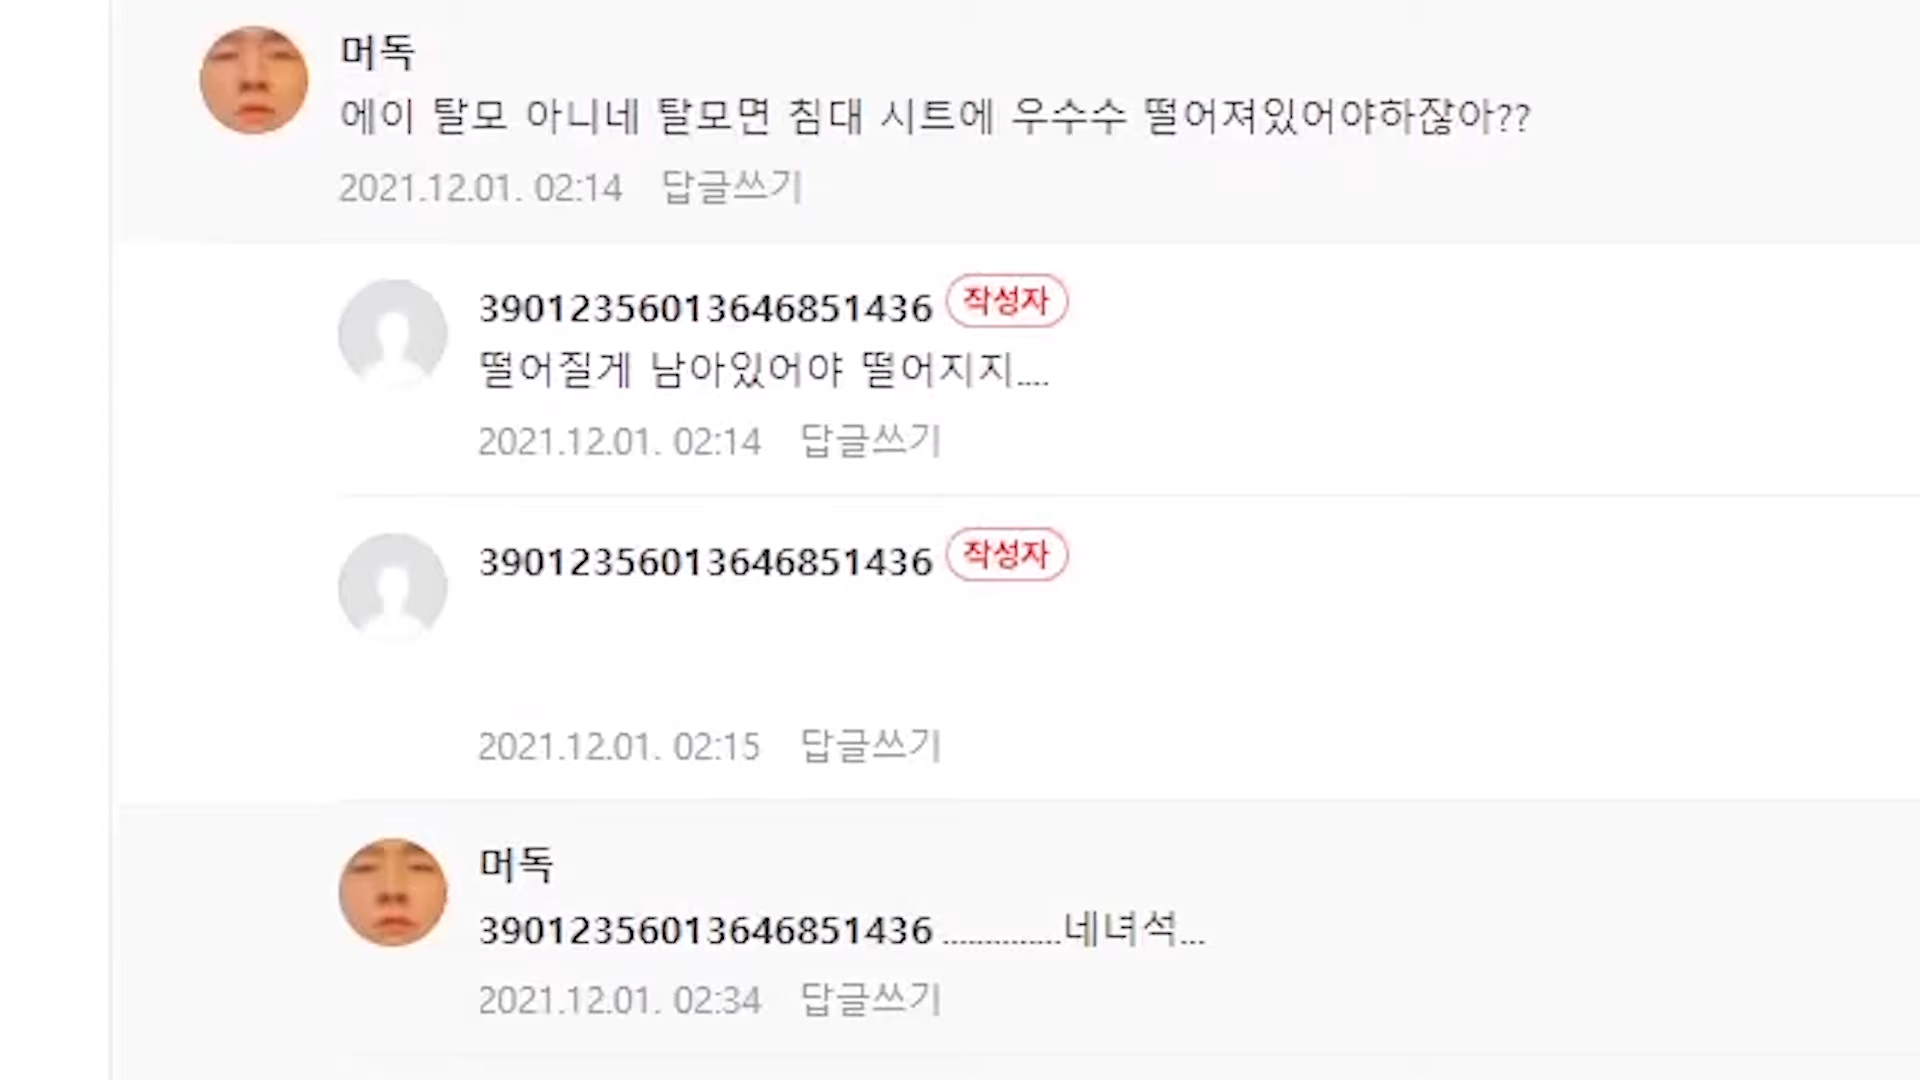 머독
에이 탈모 아니네 탈모면 침대 시트에 우수수 떨어져있어야하잖아??
2021.12.01. 02:14 답글쓰기
39012356013646851436 작성자
떨어질게 남아있어야 떨어지지....
2021.12.01. 02:14 답글쓰기
39012356013646851436 작성자
2021.12.01. 02:15 답글쓰기
머독
39012356013646851436 ...............네녀석...
2021.12.01. 02:34 답글쓰기